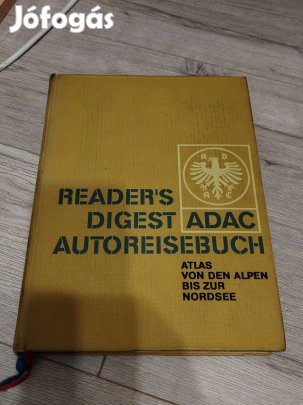 Jófogás
A D
A C
READER'S
DIGEST ADAC
AUTOREISEBUCH
ATLAS
VON DEN ALPEN
BIS ZUR
NORDSEE